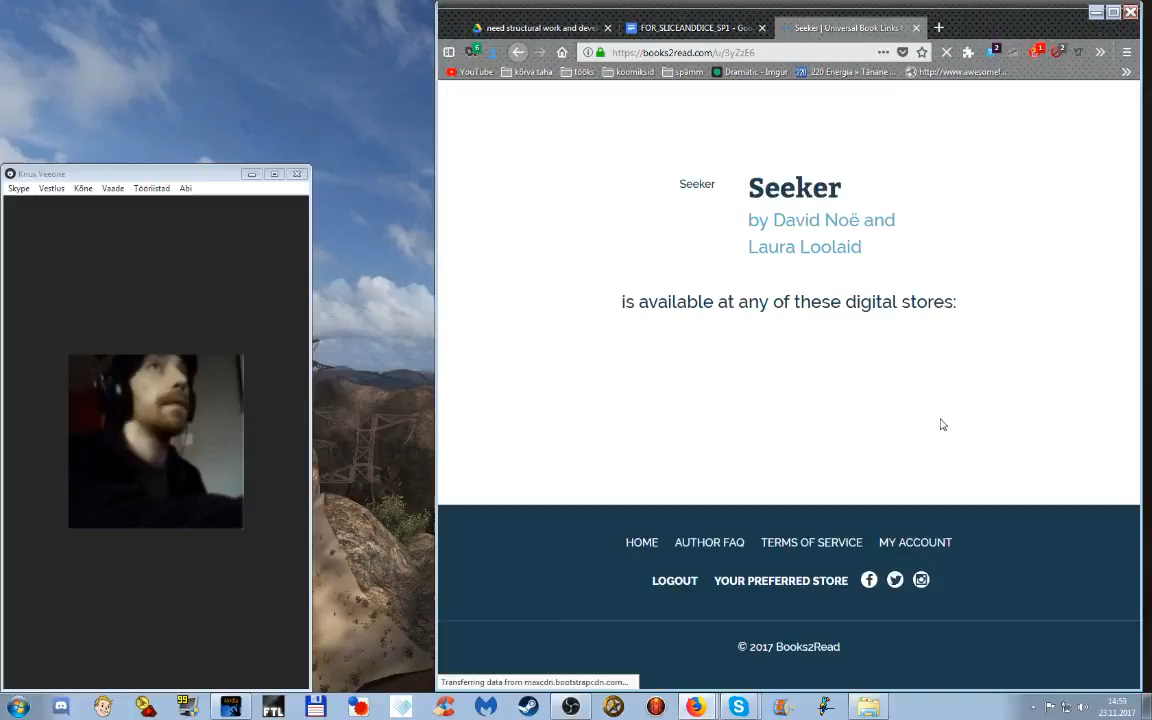 need structural work and deve
FOR_SLICEANDDICE_SP1 - Goo
Seeker | Universal Book Links
https://books2read.com/u/3yZzE6
YouTube
kõrva taha
tööks
koomiksid
spämm
Dramatic - Imgur
220 Energia » Tänane ...
http://www.awesomef...
Knux Veeone
Skype Vestlus Kõne Vaade Tööriistad Abi
Seeker
Seeker
by David Noë and
Laura Loolaid
is available at any of these digital stores:
HOME AUTHOR FAQ TERMS OF SERVICE MY ACCOUNT
LOGOUT YOUR PREFERRED STORE
© 2017 Books2Read
Transferring data from maxcdn.bootstrapcdn.com...
FTL
14:59
23.11.2017